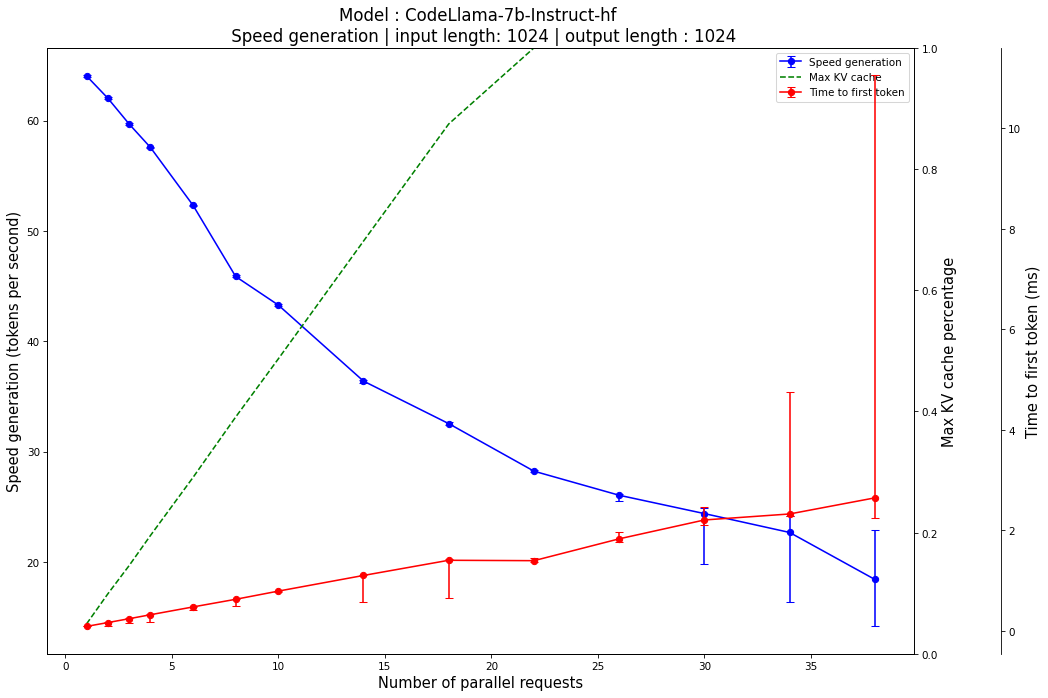 Model : CodeLlama-7b-Instruct-hf
Speed generation | input length: 1024 | output length : 1024
Speed generation
Max KV cache
Time to first token
Speed generation (tokens per second)
60
50
40
30
20
1.0
0.8
0.6
0.4
0.2
0.0
Max KV cache percentage
10
8
6
4
2
0
Time to first token (ms)
0
5
10
15
20
25
30
35
Number of parallel requests